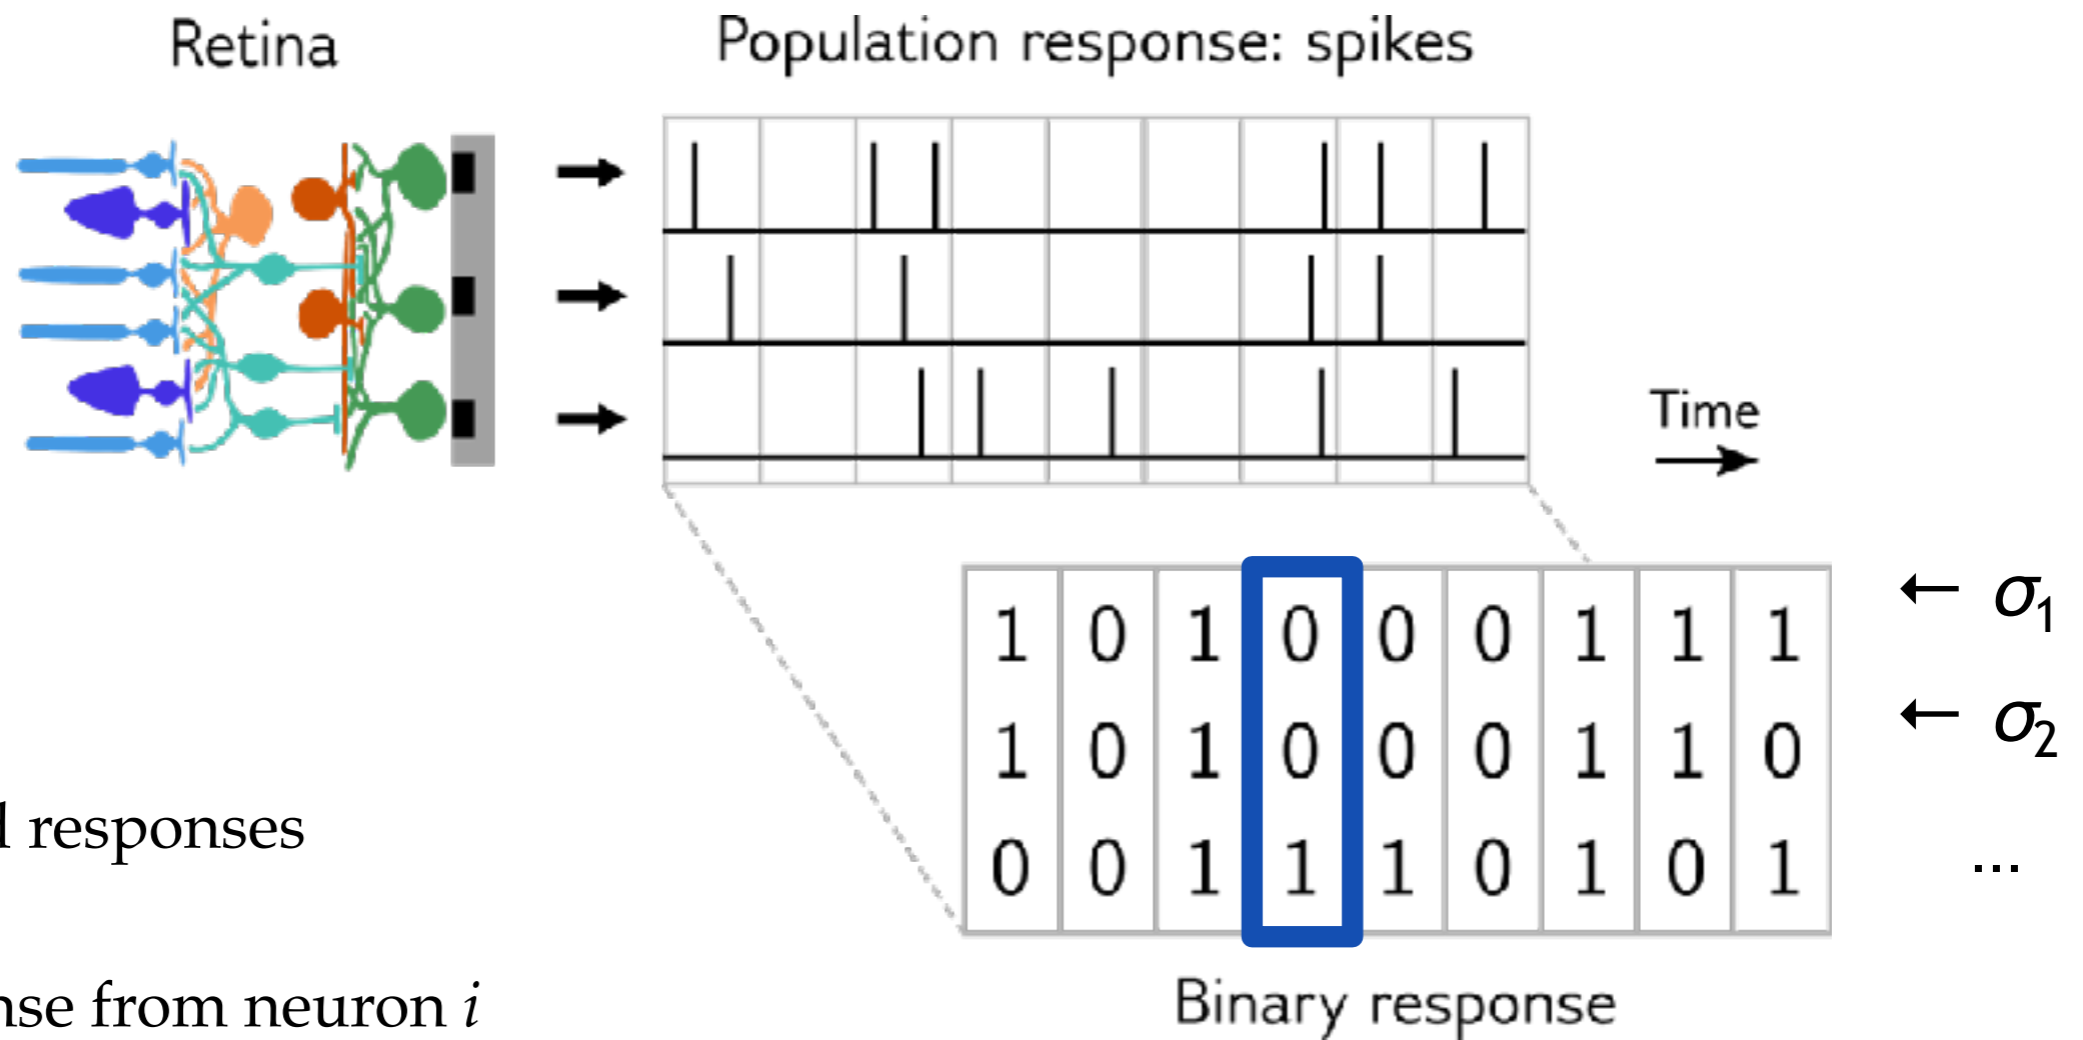 Retina
Population response: spikes
Time
1 0 1 0 0 0 1 1 1 ← σ1
1 0 1 0 0 0 1 1 0 ← σ2
0 0 1 1 1 0 1 0 1 ...
responses
from neuron i
Binary response